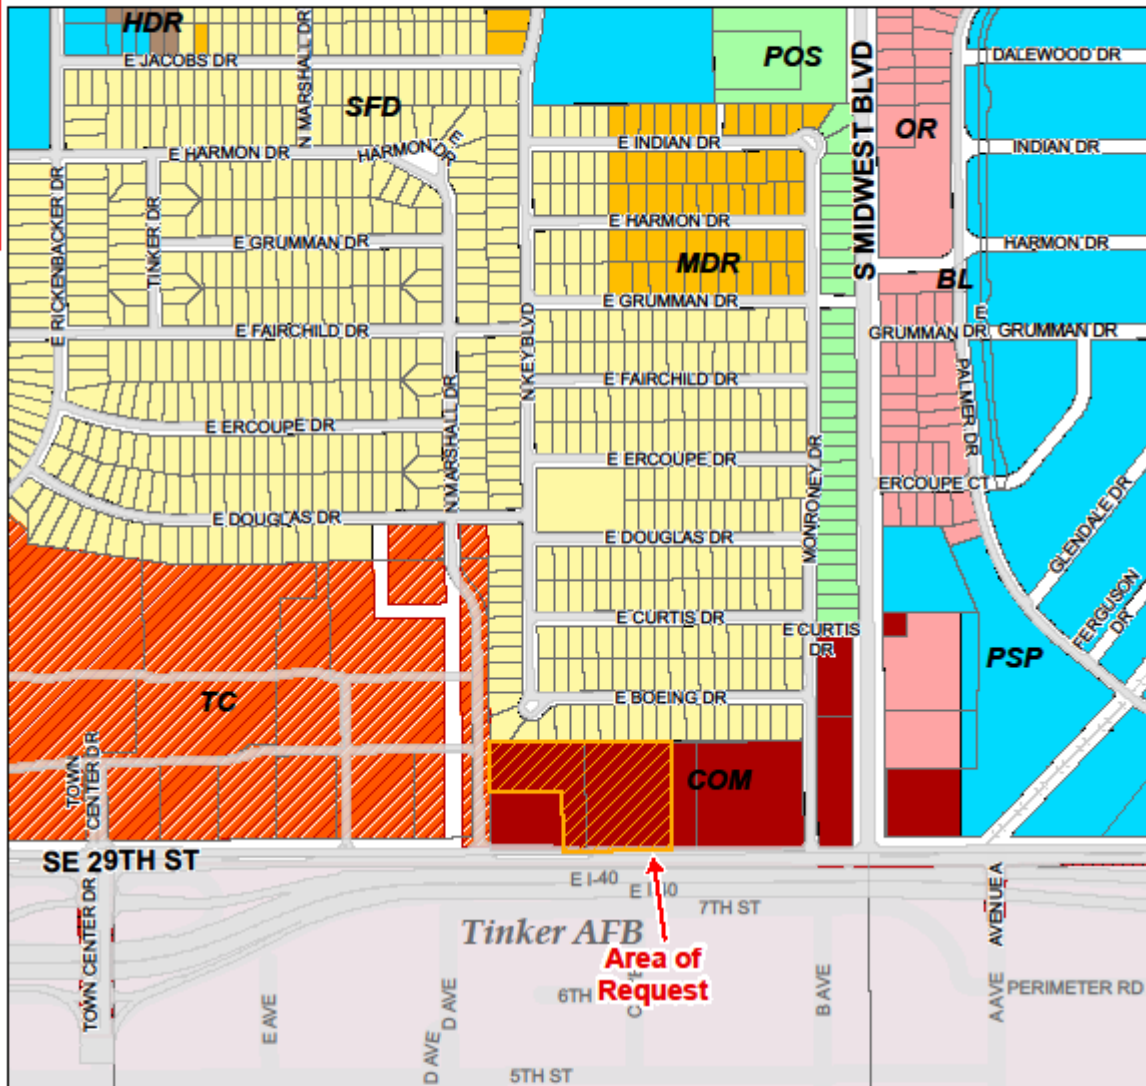 HDR
E JACOBS DR
N MARSHALL DR
SFD
POS
S MIDWEST BLVD
DALEWOOD DR
OR
E HARMON DR
HARMON DR
E
E INDIAN DR
INDIAN DR
E RICKENBACKER DR
TINKER DR
E GRUMMAN DR
E HARMON DR
HARMON DR
MDR
BL
E FAIRCHILD DR
N KEY BLVD
E GRUMMAN DR
GRUMMAN DR
E
GRUMMAN DR
E FAIRCHILD DR
PALMER DR
N MARSHALL DR
E ERCOUPE DR
E ERCOUPE DR
MONRONEY DR
ERCOUPE CT
E DOUGLAS DR
E DOUGLAS DR
GLENDALE DR
FERGUSON
DR
E CURTIS DR
E CURTIS
DR
PSP
TC
E BOEING DR
TOWN
CENTER DR
COM
SE 29TH ST
E I-40
E I-40
7TH ST
TOWN CENTER DR
AVENUE A
Tinker AFB
Area of
Request
6TH
C AVE
E AVE
D AVE
D AVE
B AVE
A AVE
PERIMETER RD
5TH ST